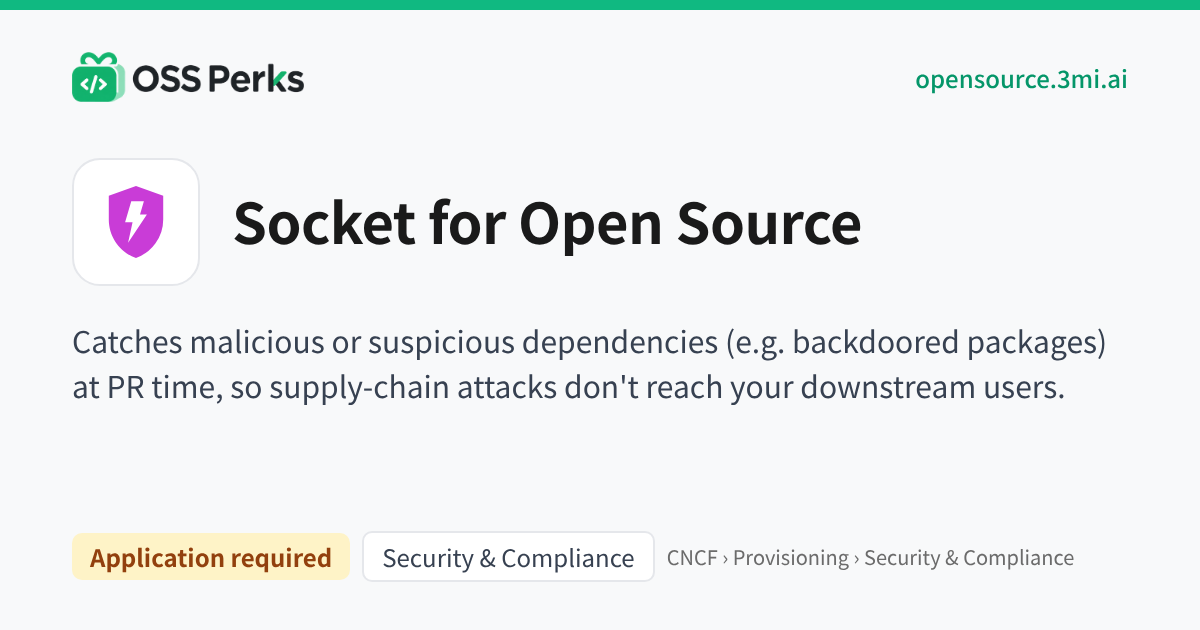 </> OSS Perks
opensource.3mi.ai
Socket for Open Source
Catches malicious or suspicious dependencies (e.g. backdoored packages)
at PR time, so supply-chain attacks don't reach your downstream users.
Application required
Security & Compliance
CNCF › Provisioning › Security & Compliance